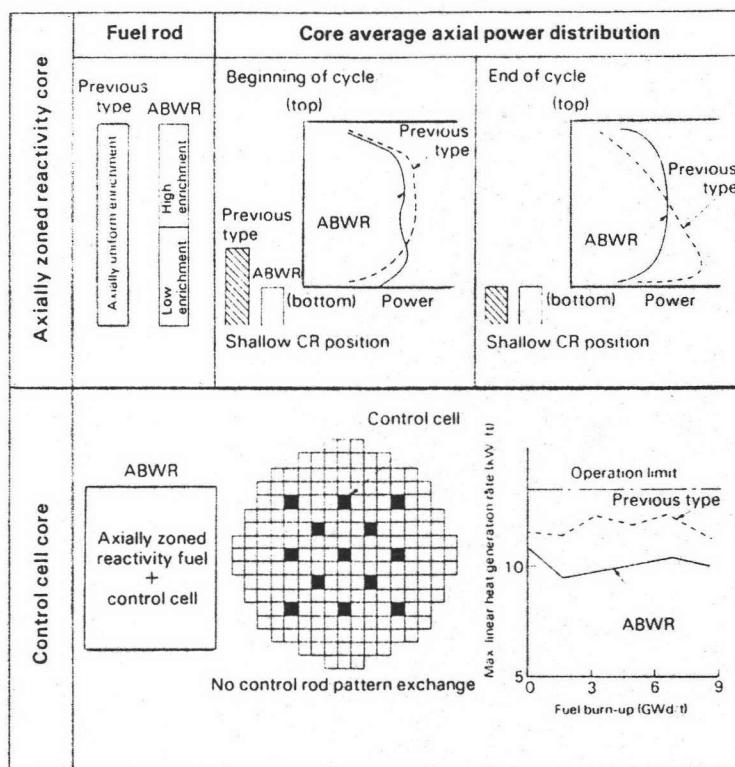 Fuel rod
Core average axial power distribution
Axially zoned reactivity core
Previous
type
ABWR
Axially uniform enrichment
High
enrichment
Low
enrichment
Beginning of cycle
(top)
Previous
type
ABWR
Previous
type
ABWR
(bottom)
Power
Shallow CR position
End of cycle
(top)
Previous
type
ABWR
(bottom)
Power
Shallow CR position
Control cell core
ABWR
Axially zoned
reactivity fuel
+
control cell
Control cell
No control rod pattern exchange
Max linear heat generation rate (kW/ft)
Operation limit
Previous type
10
ABWR
5
0
3
6
9
Fuel burn-up (GWd/t)